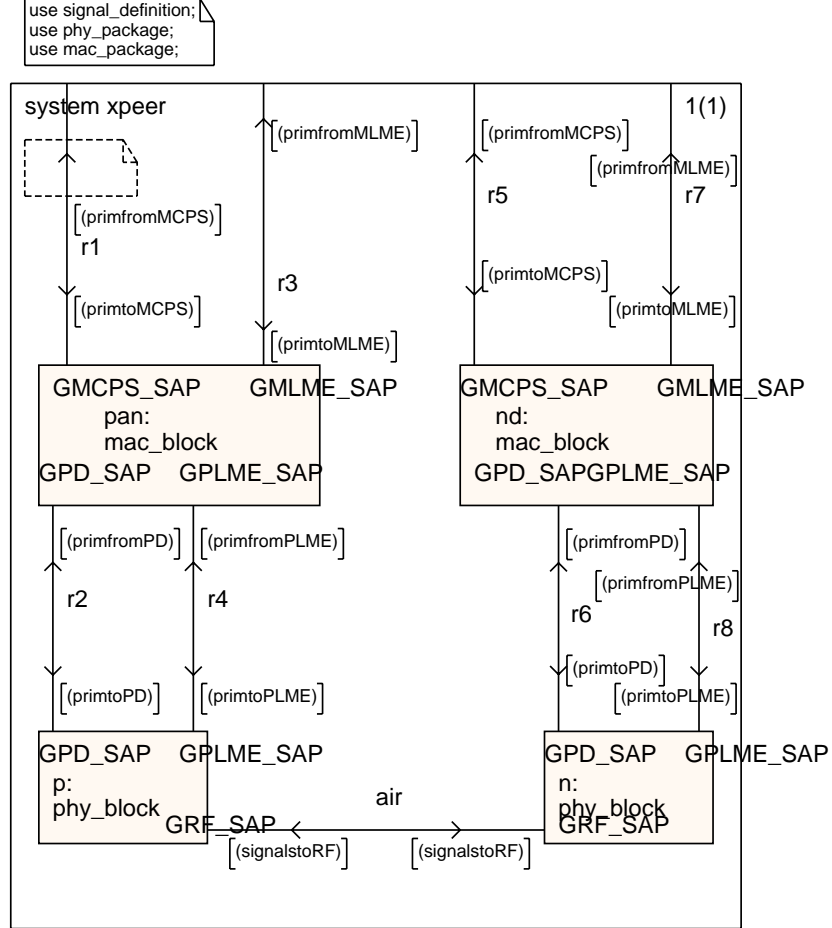 use signal_definition;
use phy_package;
use mac_package;
system xpeer
1(1)
(primfromMLME)
(primfromMCPS)
(primfromMLME)
r5
r7
(primfromMCPS)
r1
r3
(primtoMCPS)
(primtoMCPS)
(primtoMLME)
(primtoMLME)
GMCPS_SAP
GMLME_SAP
pan:
mac_block
GPD_SAP
GPLME_SAP
GMCPS_SAP
GMLME_SAP
nd:
mac_block
GPD_SAP
GPLME_SAP
(primfromPD)
(primfromPLME)
(primfromPD)
(primfromPLME)
r2
r4
r6
r8
(primtoPD)
(primtoPLME)
(primtoPD)
(primtoPLME)
GPD_SAP
GPLME_SAP
p:
phy_block
GRF_SAP
air
GPD_SAP
GPLME_SAP
n:
phy_block
GRF_SAP
(signalstoRF)
(signalstoRF)